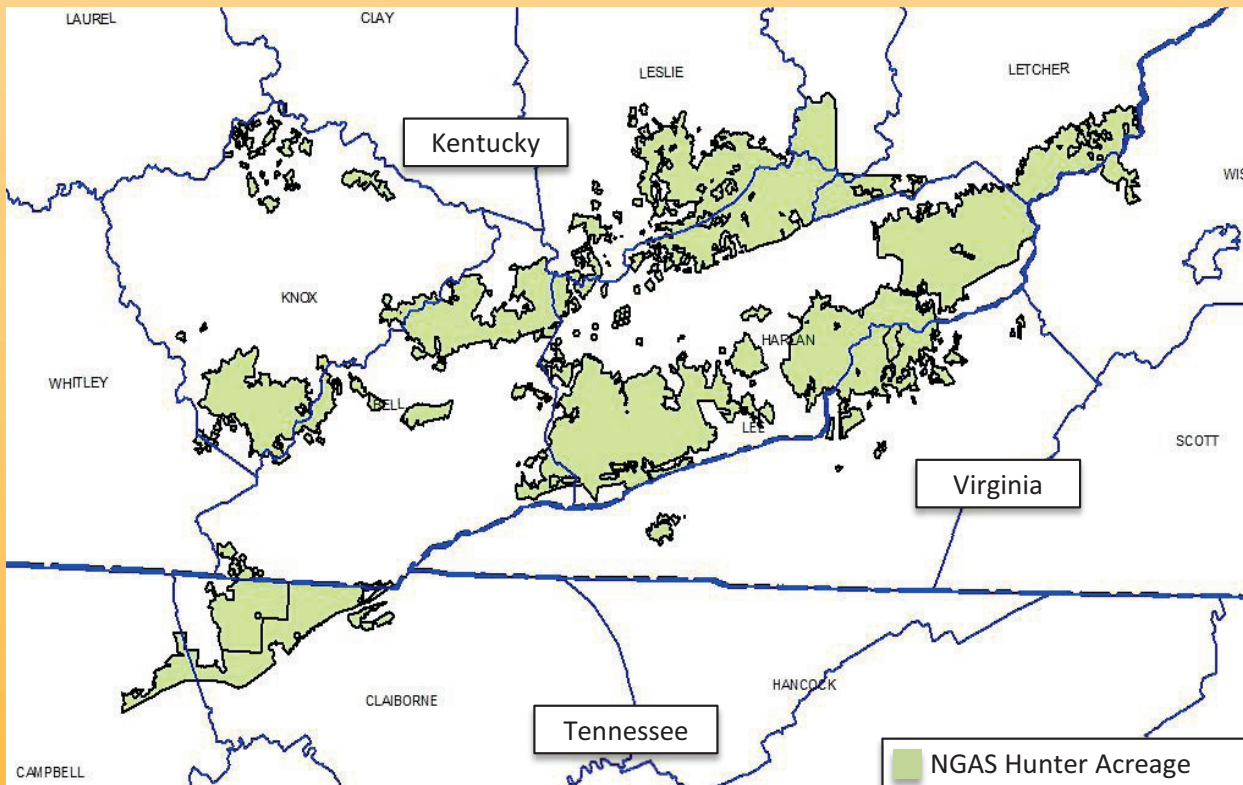 LAUREL
CLAY
LESLIE
LETCHER
Kentucky
WIS
KNOX
HARLAN
WHITLEY
BELL
LEE
SCOTT
Virginia
CLAIBORNE
HANCOCK
Tennessee
CAMPBELL
NGAS Hunter Acreage